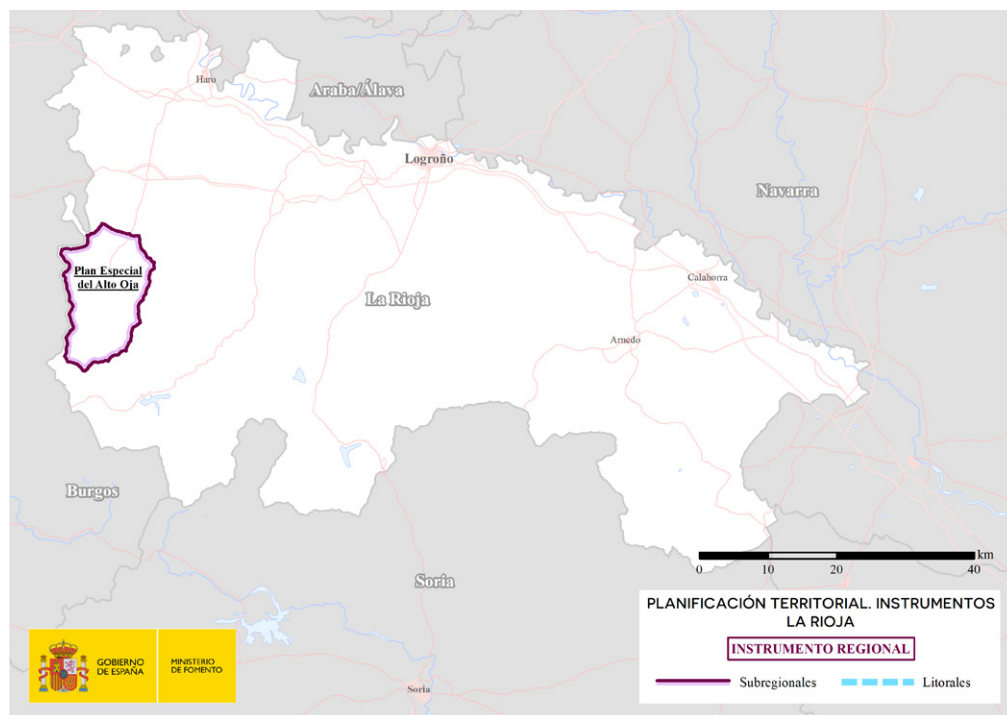 Haro
Araba/Álava
Logroño
Navarra
Plan Especial
del Alto Oja
La Rioja
Calahorra
Arnedo
Burgos
Soria
km
0 10 20 40
PLANIFICACIÓN TERRITORIAL. INSTRUMENTOS
LA RIOJA
INSTRUMENTO REGIONAL
Subregionales Litorales
GOBIERNO
DE ESPAÑA
MINISTERIO
DE FOMENTO
Soria